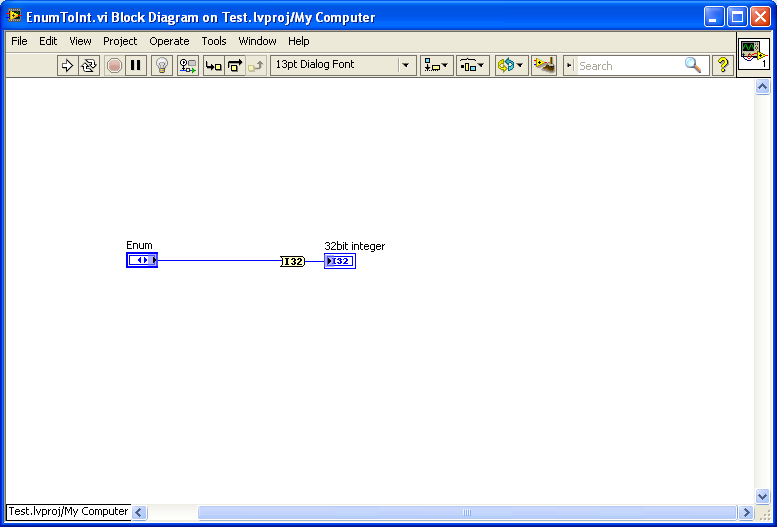 EnumToInt.vi Block Diagram on Test.lvproj/My Computer
File Edit View Project Operate Tools Window Help
13pt Dialog Font Search ? 1
Enum 32bit integer
I32 I32
Test.lvproj/My Computer